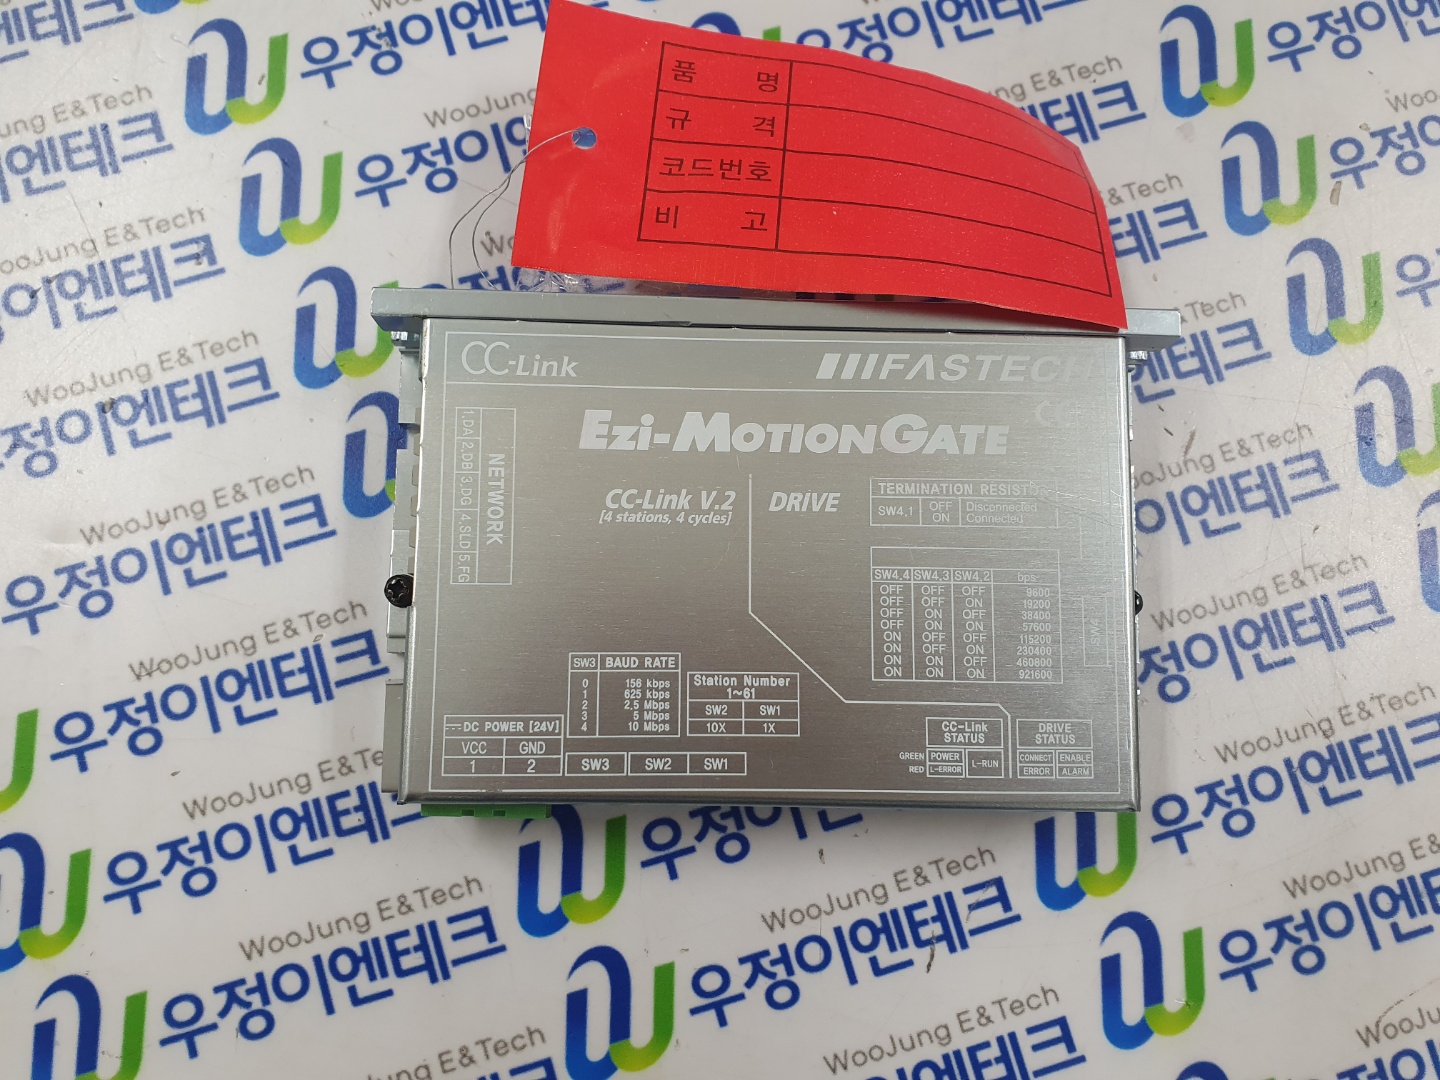 품 명
규 격
코드번호
비 고
CC-Link
FASTECH
Ezi-MOTIONGATE
NETWORK
1.DA 2.DB 3.DG 4.SLD 5.FG
CC-Link V.2
[4 stations, 4 cycles]
DRIVE
TERMINATION RESIST
SW4.1 OFF Disconnected
ON Connected
SW4.4 SW4.3 SW4.2 bps
OFF OFF OFF 9600
OFF OFF ON 19200
OFF ON OFF 38400
OFF ON ON 57600
ON OFF OFF 115200
ON OFF ON 230400
ON ON OFF 460800
ON ON ON 921600
SW4
SW3 BAUD RATE
0 156 kbps
1 625 kbps
2 2.5 Mbps
3 5 Mbps
4 10 Mbps
Station Number
1~61
SW2 SW1
10X 1X
DC POWER [24V]
VCC GND
1 2
SW3 SW2 SW1
CC-Link
STATUS
GREEN POWER L-RUN
RED L-ERROR
DRIVE
STATUS
CONNECT ENABLE
ERROR ALARM
WooJung E&Tech
우정이엔테크